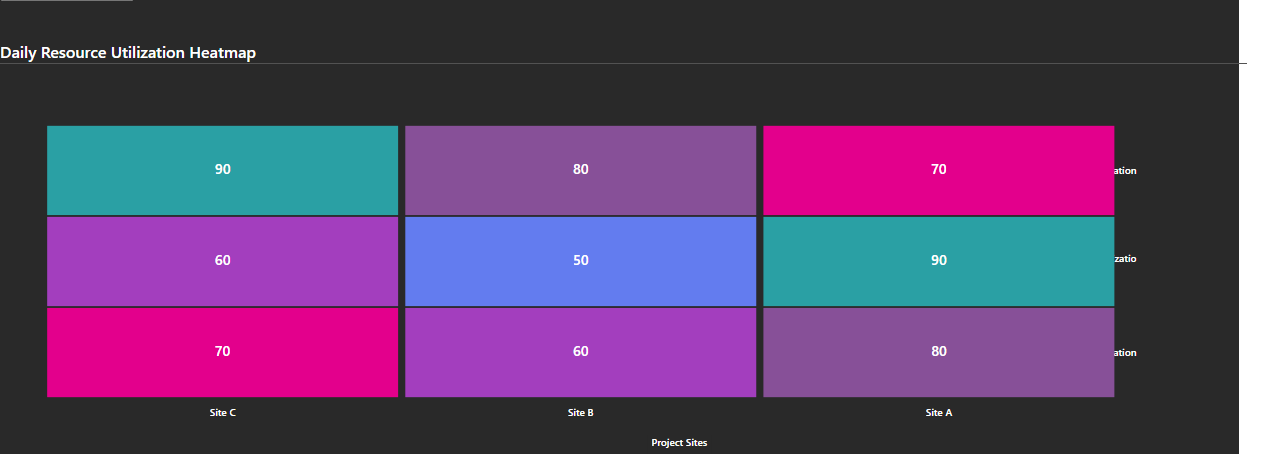 Daily Resource Utilization Heatmap
90 80 70 ation
60 50 90 zatio
70 60 80 ation
Site C Site B Site A
Project Sites